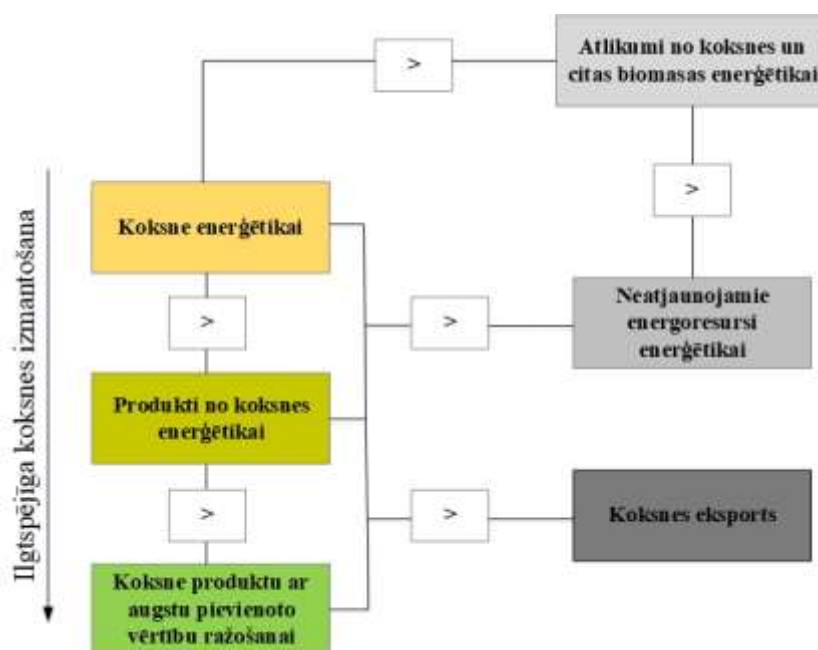 Atlikumi no koksnes un
citas biomasas enerģētikai
>
>
Ilgtspējīga koksnes izmantošana
Koksne enerģētikai
>
>
Neatjaunojamie
energoresursi
enerģētikai
Produkti no koksnes
enerģētikai
>
>
Koksnes eksports
Koksne produktu ar
augstu pievienoto
vērtību ražošanai